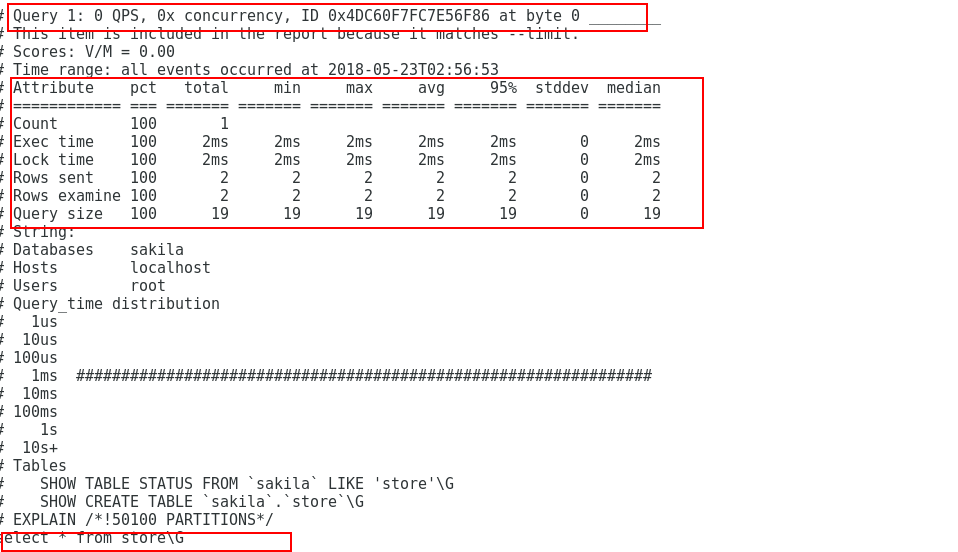 # Query 1: 0 QPS, 0x concurrency, ID 0x4DC60F7FC7E56F86 at byte 0 ________
# This item is included in the report because it matches --limit.
# Scores: V/M = 0.00
# Time range: all events occurred at 2018-05-23T02:56:53
# Attribute    pct   total     min     max     avg     95%  stddev  median
# ============ === ======= ======= ======= ======= ======= ======= =======
# Count        100       1
# Exec time    100     2ms     2ms     2ms     2ms     2ms       0     2ms
# Lock time    100     2ms     2ms     2ms     2ms     2ms       0     2ms
# Rows sent    100       2       2       2       2       2       0       2
# Rows examine 100       2       2       2       2       2       0       2
# Query size   100      19      19      19      19      19       0      19
# String:
# Databases    sakila
# Hosts        localhost
# Users        root
# Query_time distribution
#   1us
#  10us
# 100us
#   1ms  ################################################################
#  10ms
# 100ms
#    1s
#  10s+
# Tables
#    SHOW TABLE STATUS FROM `sakila` LIKE 'store'\G
#    SHOW CREATE TABLE `sakila`.`store`\G
# EXPLAIN /*!50100 PARTITIONS*/
select * from store\G